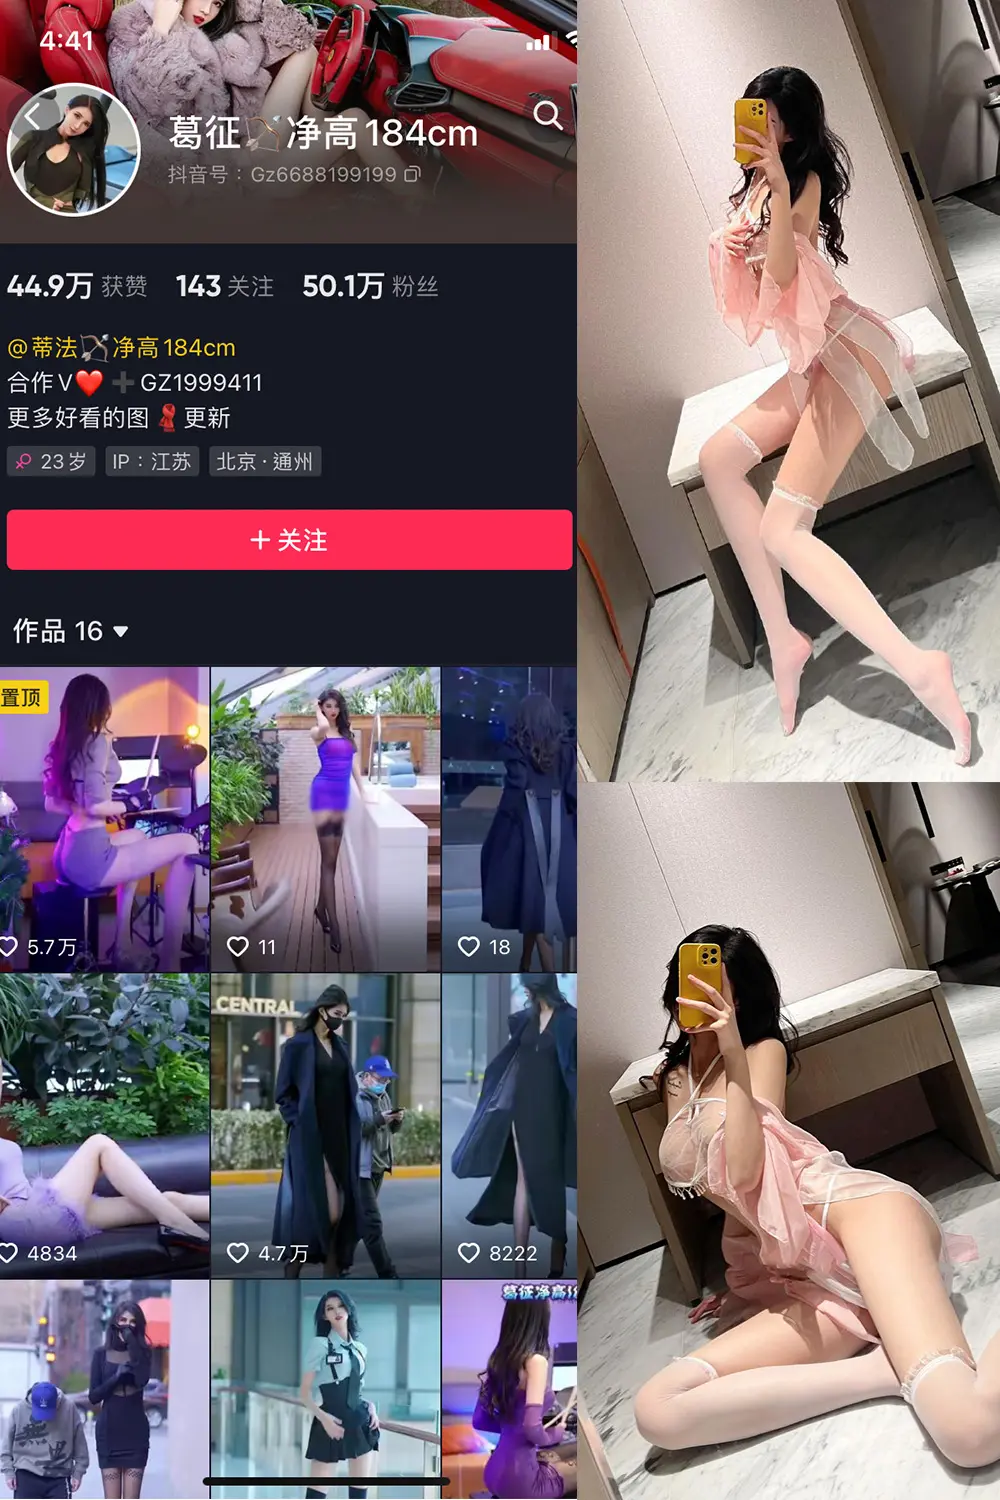 4:41
葛征🏹净高184cm
抖音号：Gz6688199199
44.9万 获赞 143 关注 50.1万 粉丝
@蒂法🏹净高184cm
合作V❤️➕GZ1999411
更多好看的图🧣更新
23岁 IP：江苏 北京·通州
+关注
作品 16
置顶
5.7万 11 18
CENTRAL
4834 4.7万 8222
葛征净高18